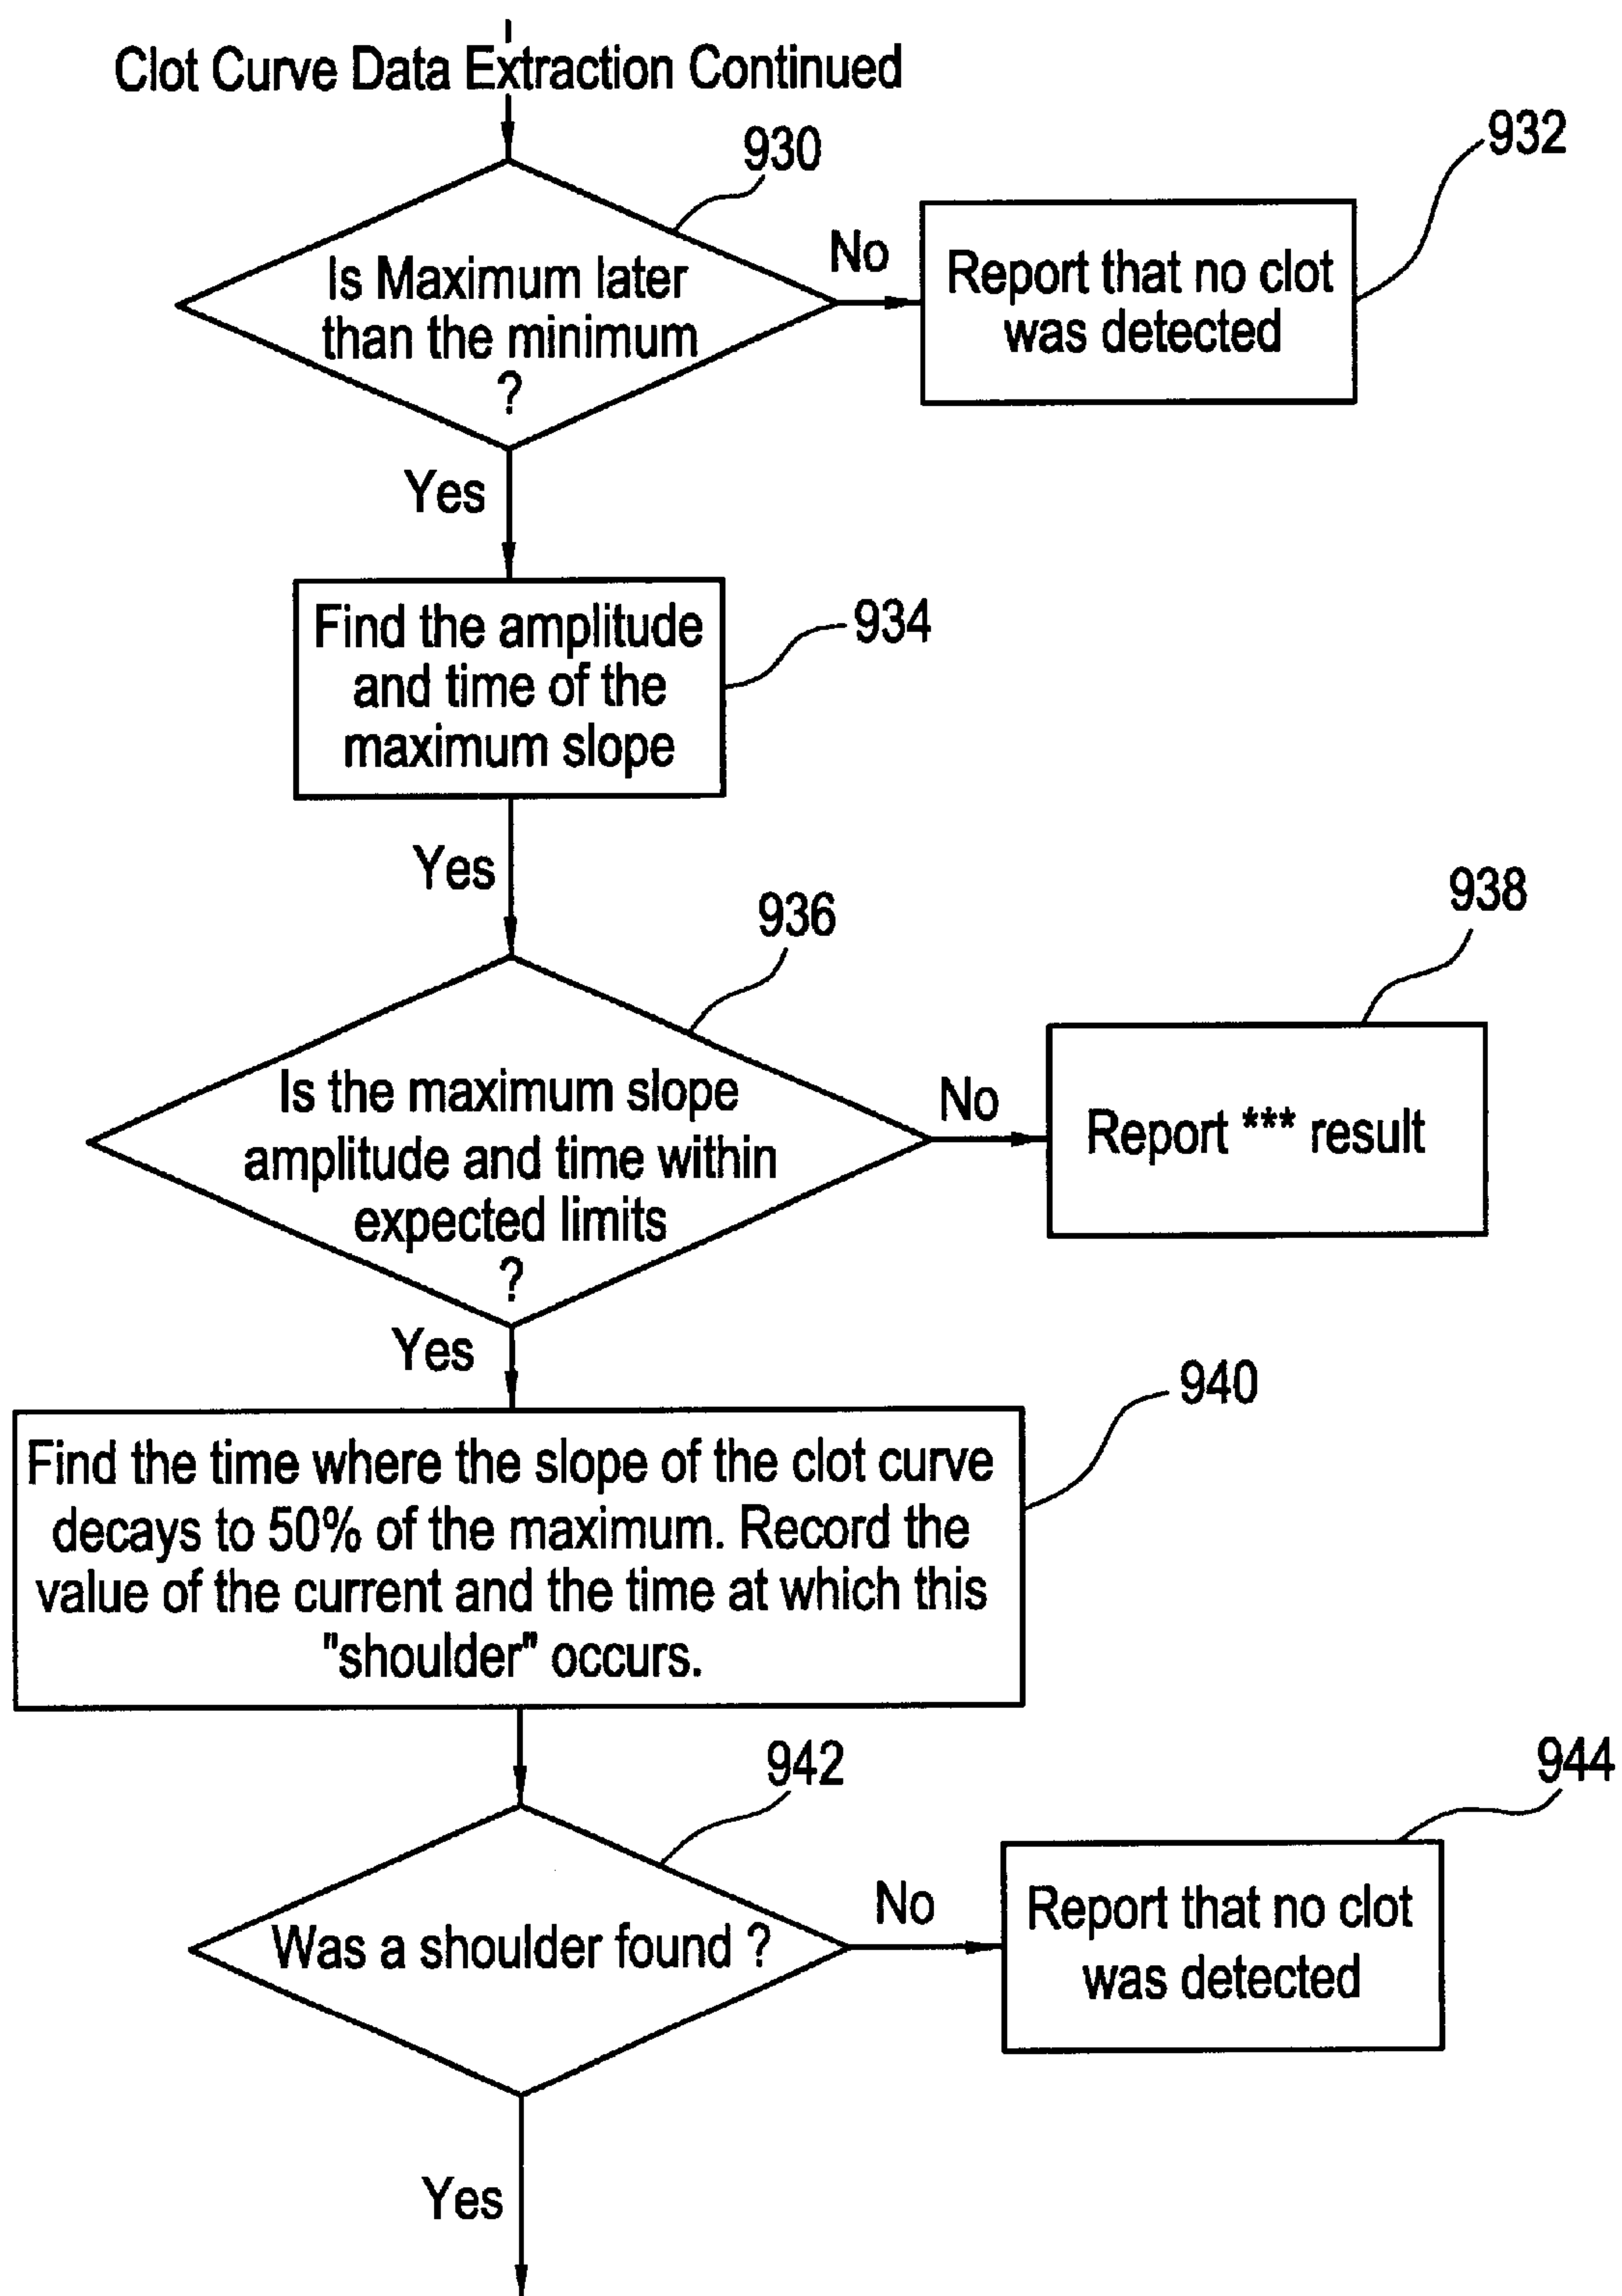 Clot Curve Data Extraction Continued
930
932
Is Maximum later
than the minimum
?
No
Report that no clot
was detected
Yes
Find the amplitude
and time of the
maximum slope
934
Yes
936
938
Is the maximum slope
amplitude and time within
expected limits
?
No
Report *** result
Yes
940
Find the time where the slope of the clot curve
decays to 50% of the maximum. Record the
value of the current and the time at which this
"shoulder" occurs.
942
944
Was a shoulder found ?
No
Report that no clot
was detected
Yes